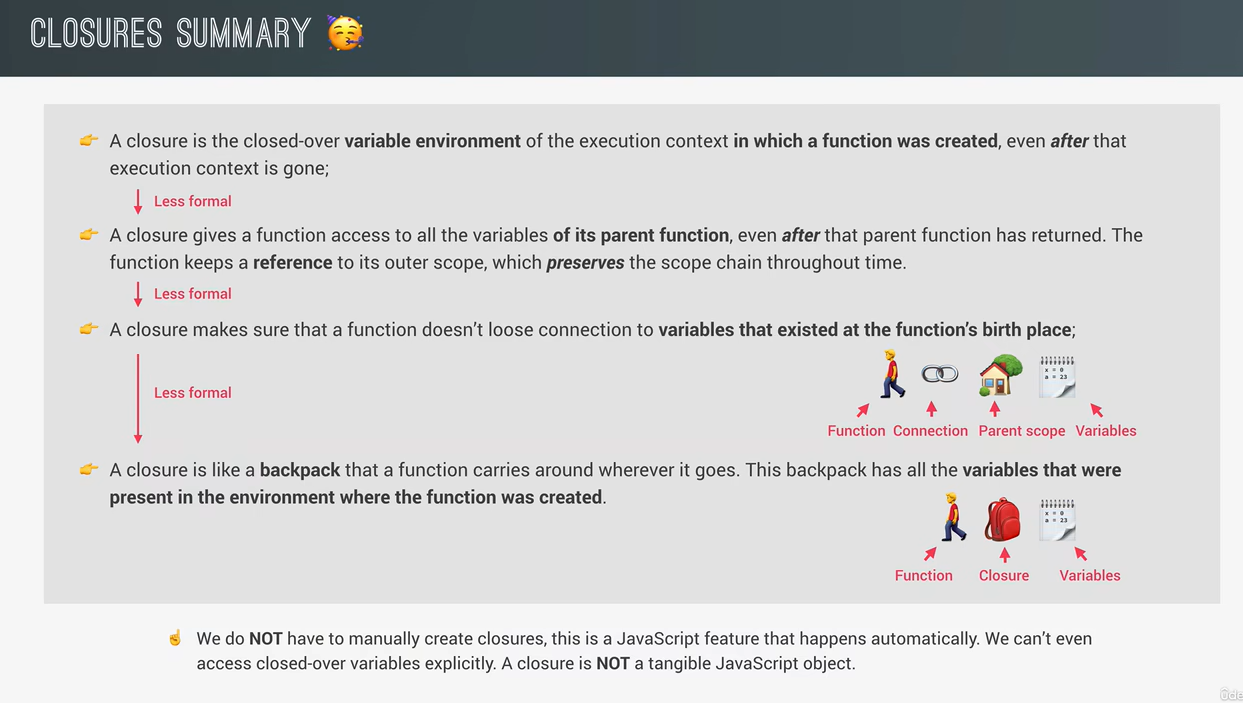 CLOSURES SUMMARY 🥳
👉 A closure is the closed-over variable environment of the execution context in which a function was created, even after that
execution context is gone;
Less formal
👉 A closure gives a function access to all the variables of its parent function, even after that parent function has returned. The
function keeps a reference to its outer scope, which preserves the scope chain throughout time.
Less formal
👉 A closure makes sure that a function doesn't loose connection to variables that existed at the function's birth place;
x = 0
a = 23
Less formal
Function Connection Parent scope Variables
👉 A closure is like a backpack that a function carries around wherever it goes. This backpack has all the variables that were
present in the environment where the function was created.
x = 0
a = 23
Function Closure Variables
☝️ We do NOT have to manually create closures, this is a JavaScript feature that happens automatically. We can't even
access closed-over variables explicitly. A closure is NOT a tangible JavaScript object.